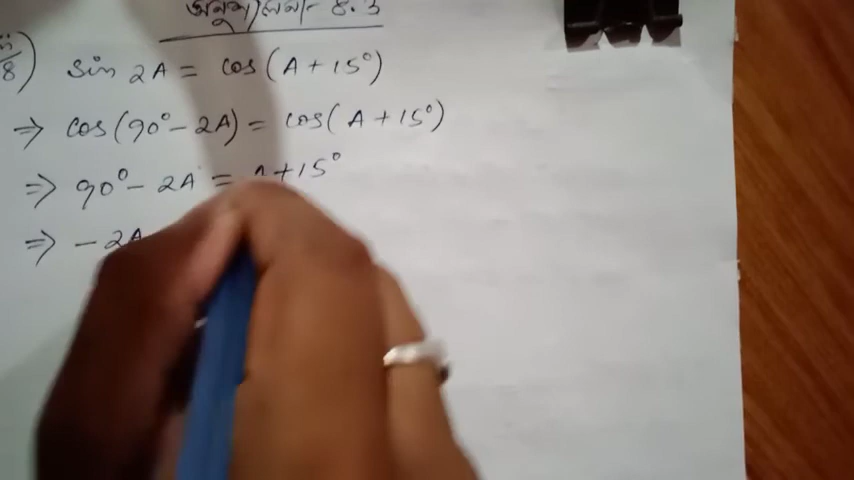 অনুশীলনী- 8.3
8) sin 2A = cos(A + 15°)
⇒ cos(90° - 2A) = cos(A + 15°)
⇒ 90° - 2A = A + 15°
⇒ - 2A